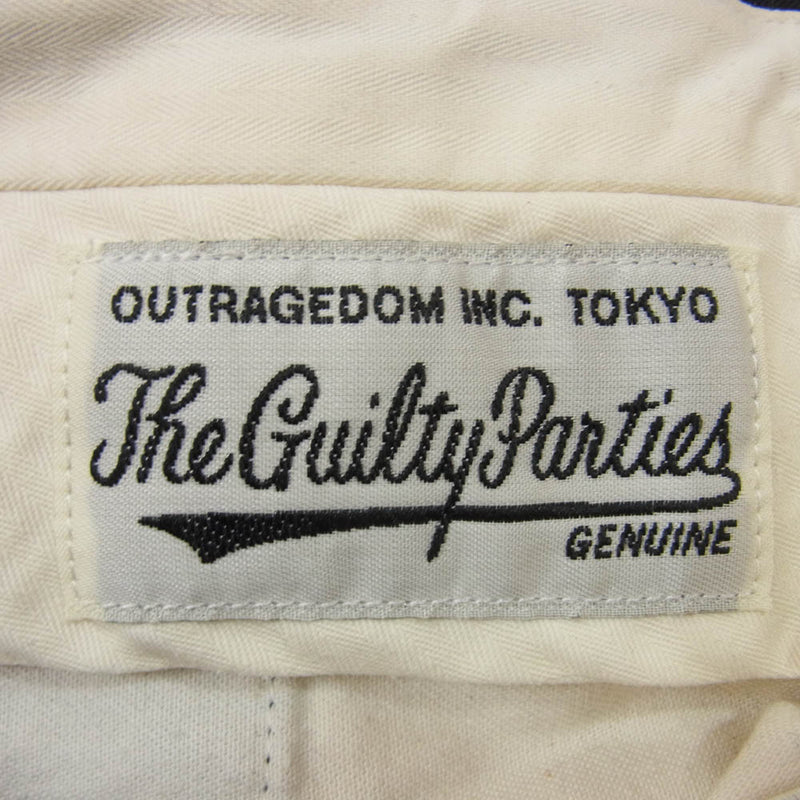 OUTRAGEDOM INC. TOKYO
The Guilty Parties
GENUINE